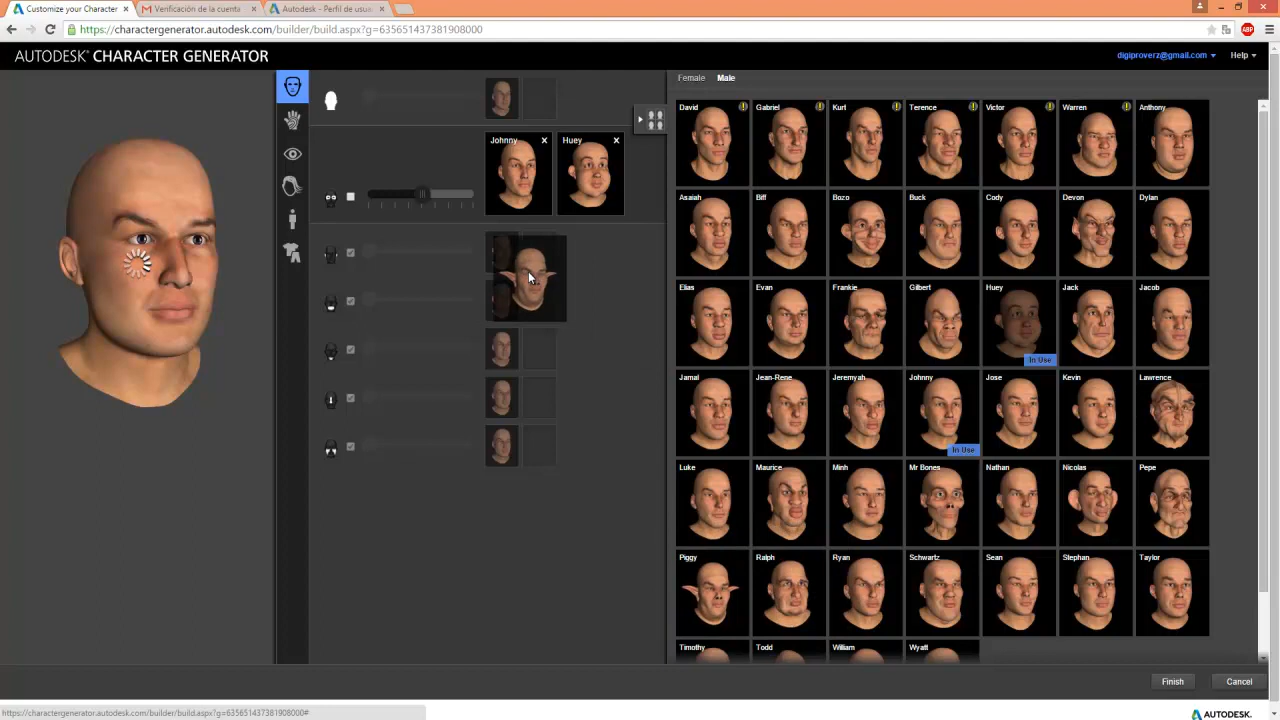 Customize your Character
Verificación de la cuenta
Autodesk - Perfil de usua
https://charactergenerator.autodesk.com/builder/build.aspx?g=635651437381908000
ABP
AUTODESK® CHARACTER GENERATOR
digiproverz@gmail.com
Help
Female Male
David Gabriel Kurt Terence Victor Warren Anthony
Johnny Huey
Asaiah Biff Bozo Buck Cody Devon Dylan
Elias Evan Frankie Gilbert Huey Jack Jacob
In Use
Jamal Jean-Rene Jeremyah Johnny Jose Kevin Lawrence
In Use
Luke Maurice Minh Mr Bones Nathan Nicolas Pepe
Piggy Ralph Ryan Schwartz Sean Stephan Taylor
Timothy Todd William Wyatt
Finish Cancel
https://charactergenerator.autodesk.com/builder/build.aspx?g=635651437381908000#
AUTODESK.